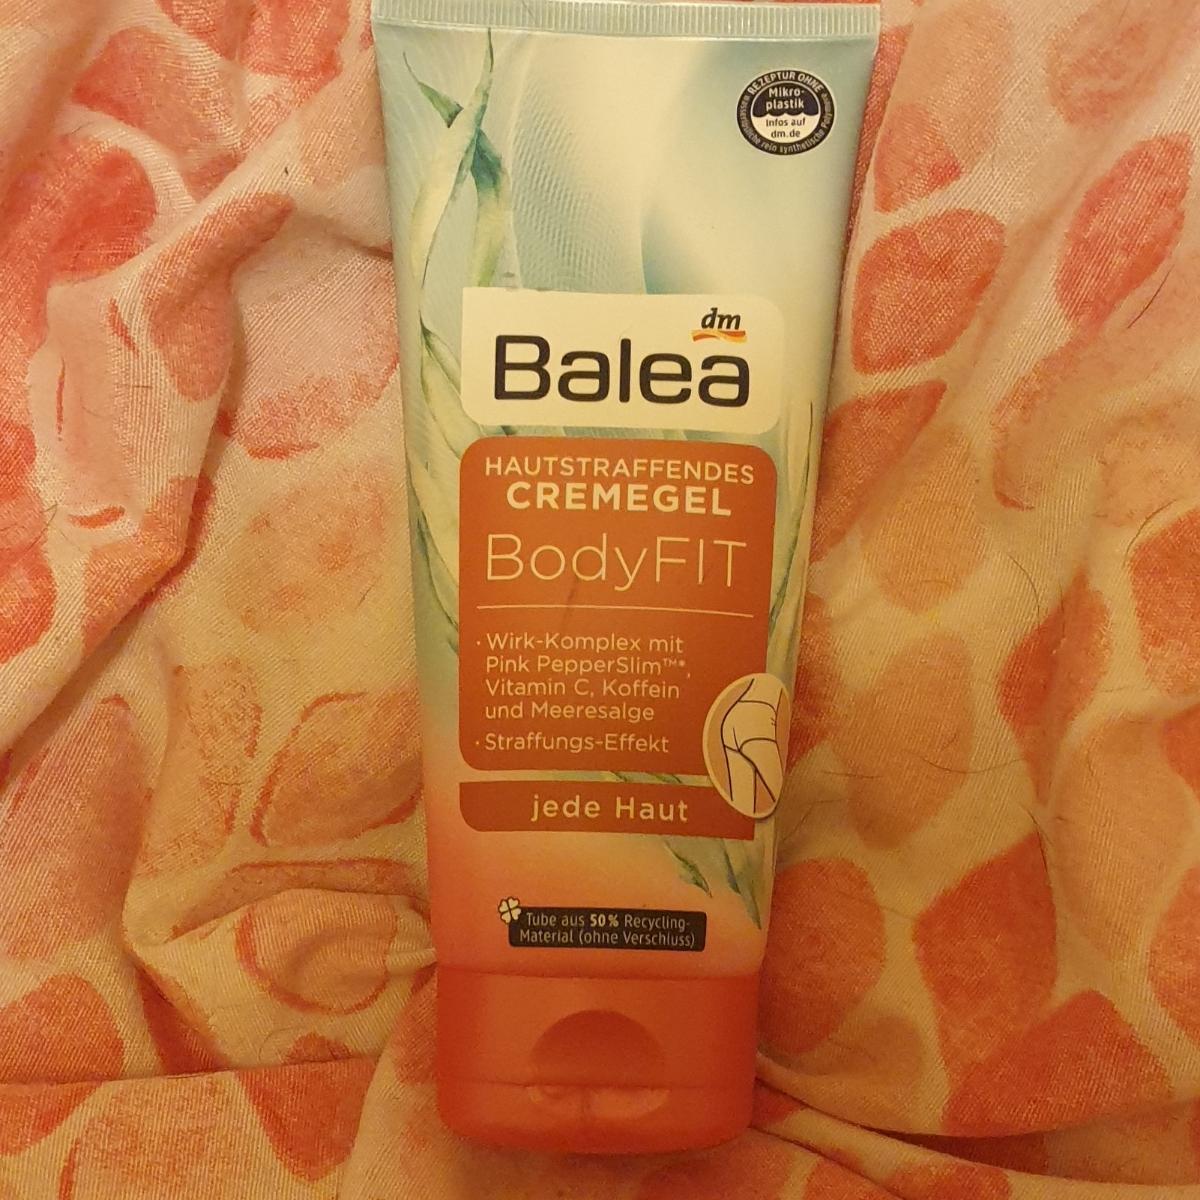 REZEPTUR OHNE
Mikro-
plastik
Infos auf
dm.de
dm
Balea
HAUTSTRAFFENDES
CREMEGEL
BodyFIT
· Wirk-Komplex mit
Pink PepperSlim™*,
Vitamin C, Koffein
und Meeresalge
· Straffungs-Effekt
jede Haut
Tube aus 50% Recycling-
Material (ohne Verschluss)